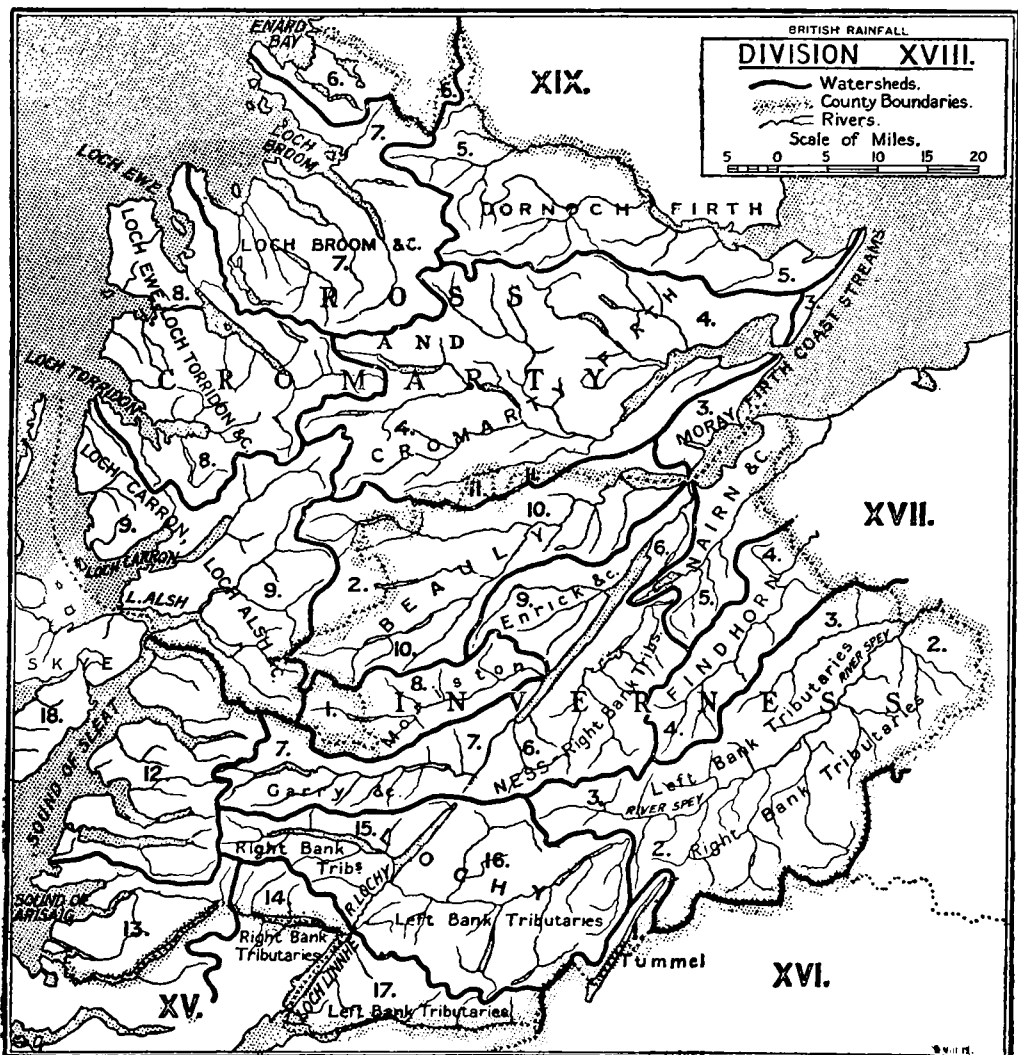 BRITISH RAINFALL
DIVISION XVIII.
Watersheds.
County Boundaries.
Rivers.
Scale of Miles.
5 0 5 10 15 20
ENARD
BAY
6.
6.
XIX.
7.
5.
LOCH
BROOM
LOCH EWE
DORNOCH FIRTH
LOCH BROOM &c.
7.
5.
LOCH EWE
8.
ROSS
3.
4.
AND
LOCH TORRIDON &c.
CROMARTY
CROMARTY FIRTH
MORAY FIRTH COAST STREAMS
LOCH TORRIDON
3.
4.
8.
LOCH CARRON
11.
11.
10.
9.
NAIRN &c.
XVII.
LOCH CARRON
6.
4.
2.
BEAULY
L. ALSH
LOCH ALSH &c.
9.
9.
Enrick &c.
5.
3.
2.
SKYE
10.
8.
1.
Moriston
FINDHORN
RIVER SPEY
18.
INVERNESS
SOUND OF SLEAT
7.
7.
6.
NESS-Right Bank Tribs.
4.
Left Bank Tributaries
12.
Garry &c.
3.
RIVER SPEY
Right Bank Tributaries
15.
Right Bank
Tribs
LOCHY
16.
2.
R. LOCHY
14.
Left Bank Tributaries
SOUND OF
ARISAIG
13.
Right Bank
Tributaries
1.
Tummel
LOCH LINNHE
17.
Left Bank Tributaries
XV.
XVI.